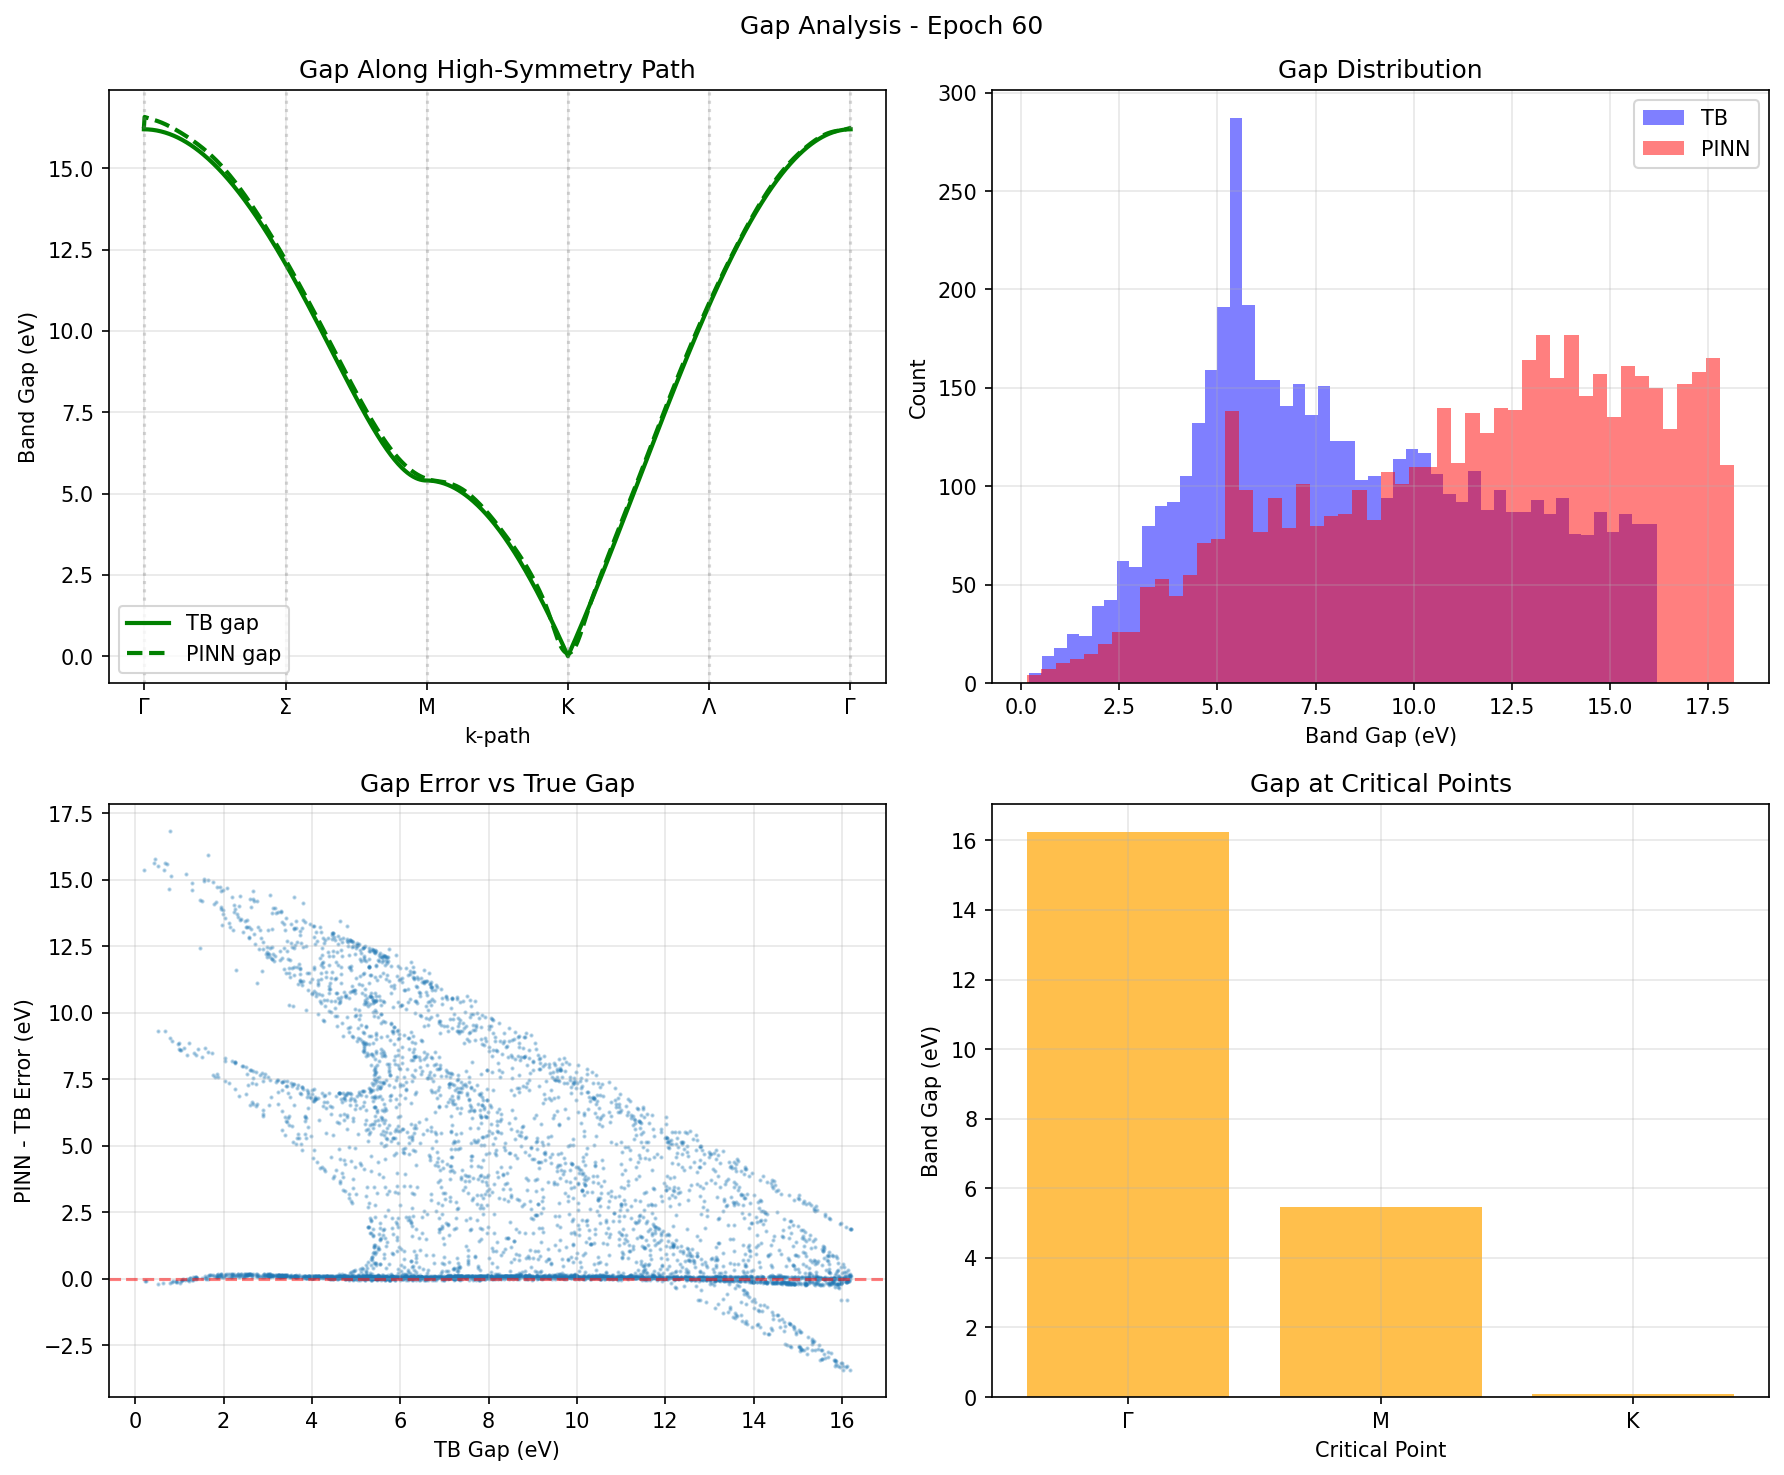 Gap Analysis - Epoch 60
Gap Along High-Symmetry Path
Band Gap (eV)
15.0
12.5
10.0
7.5
5.0
2.5
0.0
TB gap
PINN gap
Γ Σ M K Λ Γ
k-path
Gap Distribution
Count
300
250
200
150
100
50
0
TB
PINN
0.0 2.5 5.0 7.5 10.0 12.5 15.0 17.5
Band Gap (eV)
Gap Error vs True Gap
PINN - TB Error (eV)
17.5
15.0
12.5
10.0
7.5
5.0
2.5
0.0
−2.5
0 2 4 6 8 10 12 14 16
TB Gap (eV)
Gap at Critical Points
Band Gap (eV)
16
14
12
10
8
6
4
2
0
Γ M K
Critical Point